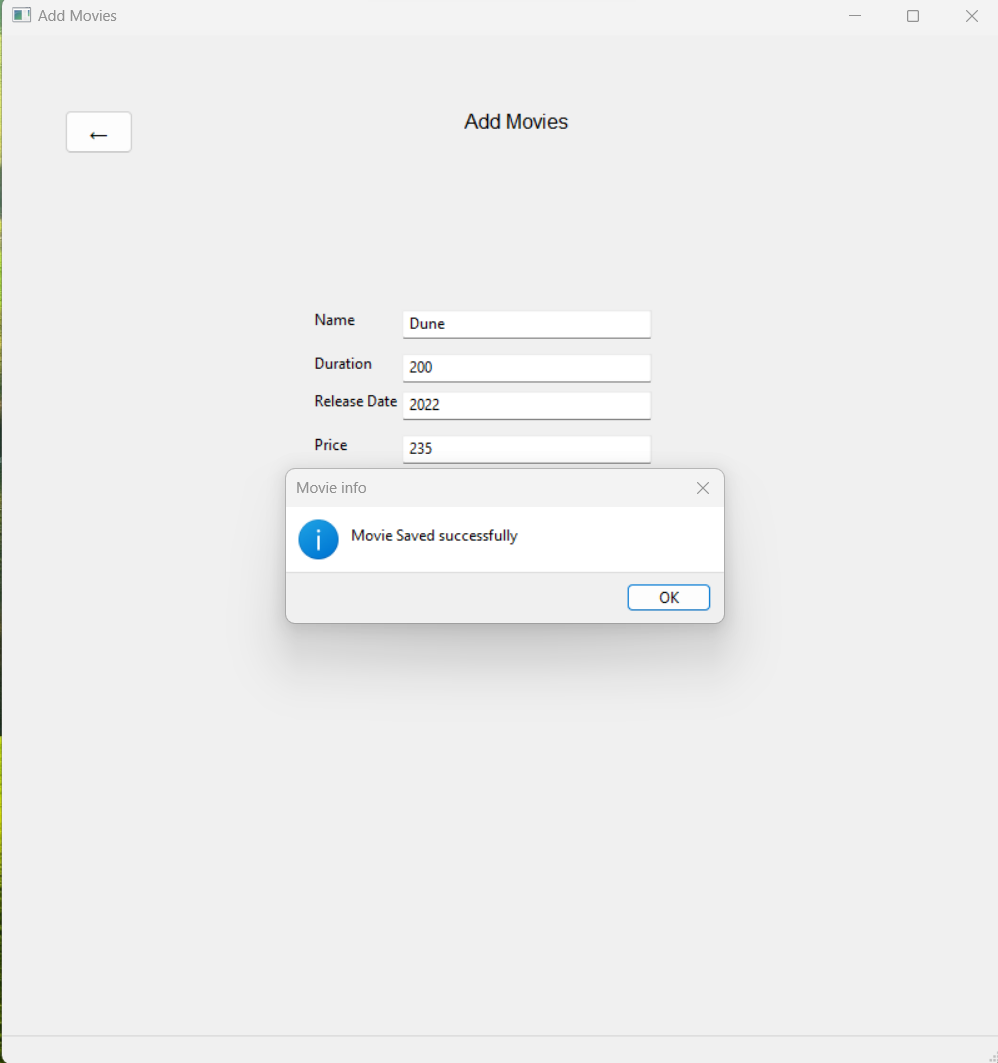 Add Movies
←
Add Movies
Name
Dune
Duration
200
Release Date
2022
Price
235
Movie info
Movie Saved successfully
OK